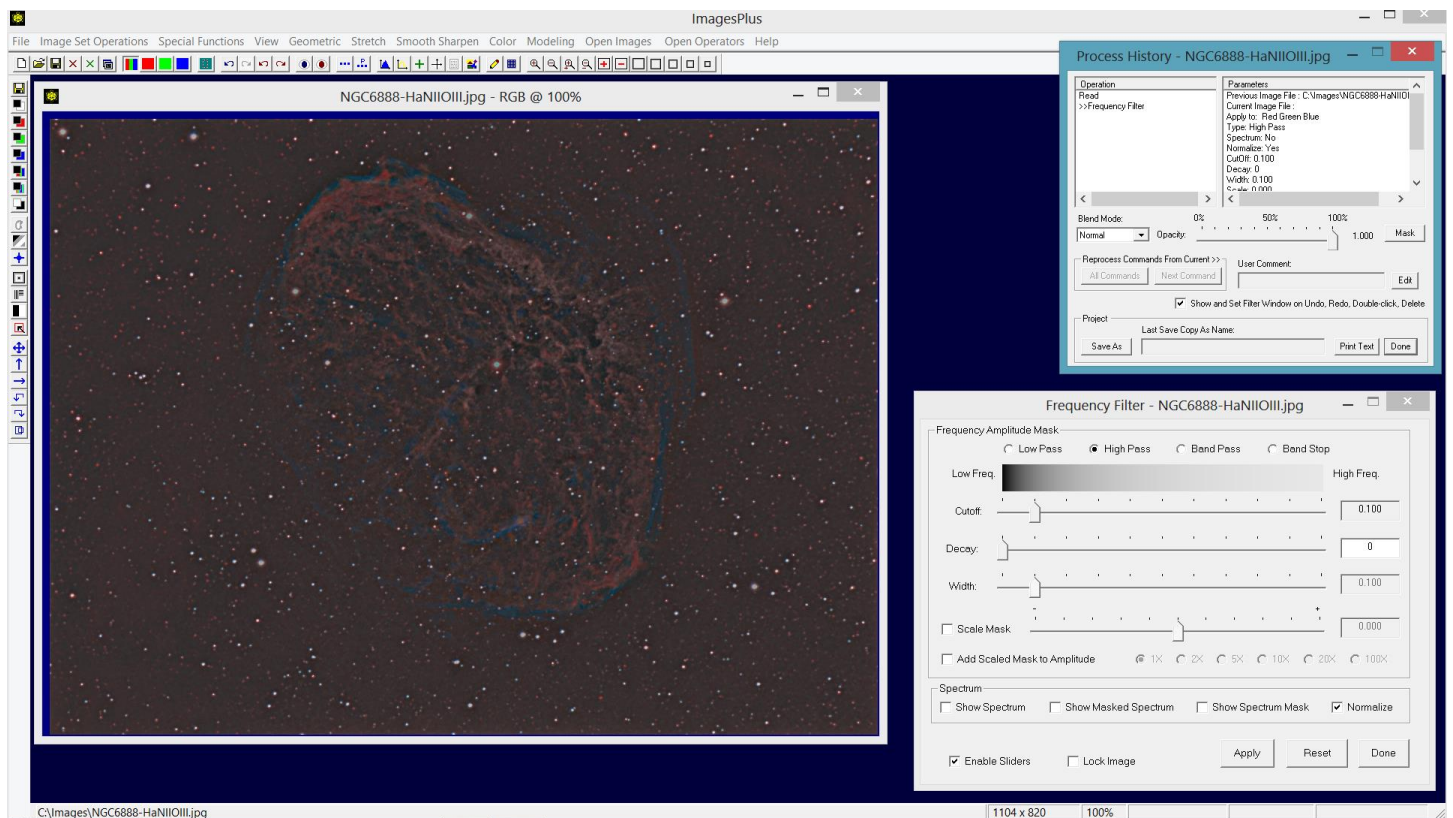 ImagesPlus
File Image Set Operations Special Functions View Geometric Stretch Smooth Sharpen Color Modeling Open Images Open Operators Help
NGC6888-HaNIIOIII.jpg - RGB @ 100%
Process History - NGC6888-HaNIIOIII.jpg
Operation
Read
>>Frequency Filter
Parameters
Previous Image File : C:\Images\NGC6888-HaNIIOI
Current Image File :
Apply to: Red Green Blue
Type: High Pass
Spectrum: No
Normalize: Yes
CutOff: 0.100
Decay: 0
Width: 0.100
Scale: 0.000
Blend Mode: 0% 50% 100%
Normal Opacity: 1.000 Mask
Reprocess Commands From Current >>
All Commands Next Command
User Comment:
Edit
Show and Set Filter Window on Undo, Redo, Double-click, Delete
Project
Last Save Copy As Name:
Save As Print Text Done
Frequency Filter - NGC6888-HaNIIOIII.jpg
Frequency Amplitude Mask
Low Pass High Pass Band Pass Band Stop
Low Freq. High Freq.
Cutoff: 0.100
Decay: 0
Width: 0.100
- +
Scale Mask 0.000
Add Scaled Mask to Amplitude 1X 2X 5X 10X 20X 100X
Spectrum
Show Spectrum Show Masked Spectrum Show Spectrum Mask Normalize
Enable Sliders Lock Image Apply Reset Done
C:\Images\NGC6888-HaNIIOIII.jpg 1104 x 820 100%